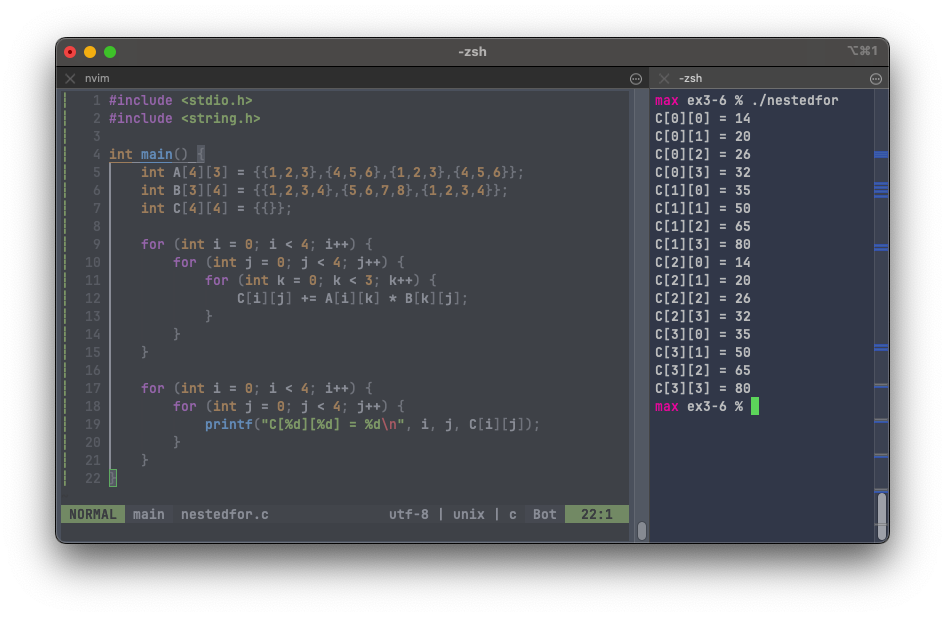 -zsh
⌥⌘1
nvim
-zsh
1 #include <stdio.h>
2 #include <string.h>
3
4 int main() {
5     int A[4][3] = {{1,2,3},{4,5,6},{1,2,3},{4,5,6}};
6     int B[3][4] = {{1,2,3,4},{5,6,7,8},{1,2,3,4}};
7     int C[4][4] = {{}};
8
9     for (int i = 0; i < 4; i++) {
10         for (int j = 0; j < 4; j++) {
11             for (int k = 0; k < 3; k++) {
12                 C[i][j] += A[i][k] * B[k][j];
13             }
14         }
15     }
16
17     for (int i = 0; i < 4; i++) {
18         for (int j = 0; j < 4; j++) {
19             printf("C[%d][%d] = %d\n", i, j, C[i][j]);
20         }
21     }
22 }
NORMAL main nestedfor.c utf-8 | unix | c Bot 22:1
max ex3-6 % ./nestedfor
C[0][0] = 14
C[0][1] = 20
C[0][2] = 26
C[0][3] = 32
C[1][0] = 35
C[1][1] = 50
C[1][2] = 65
C[1][3] = 80
C[2][0] = 14
C[2][1] = 20
C[2][2] = 26
C[2][3] = 32
C[3][0] = 35
C[3][1] = 50
C[3][2] = 65
C[3][3] = 80
max ex3-6 %